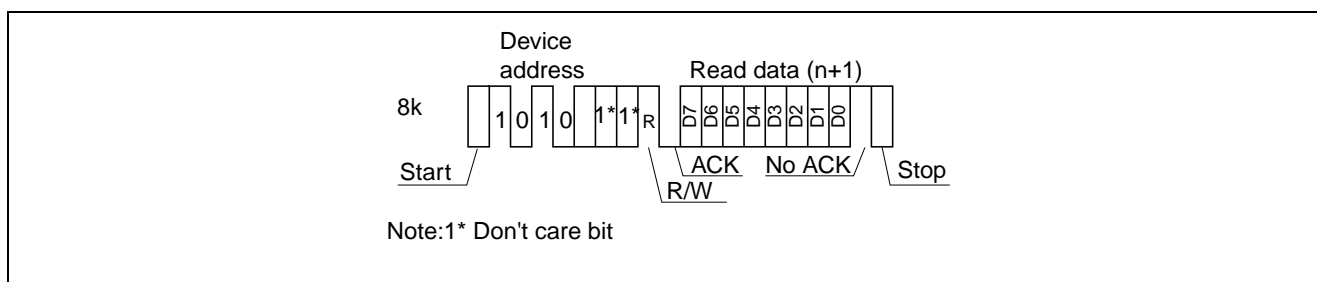 Device
address
Read data (n+1)
8k
1 0 1 0 1* 1* R D7 D6 D5 D4 D3 D2 D1 D0
Start
ACK
No ACK
Stop
R/W
Note:1* Don't care bit